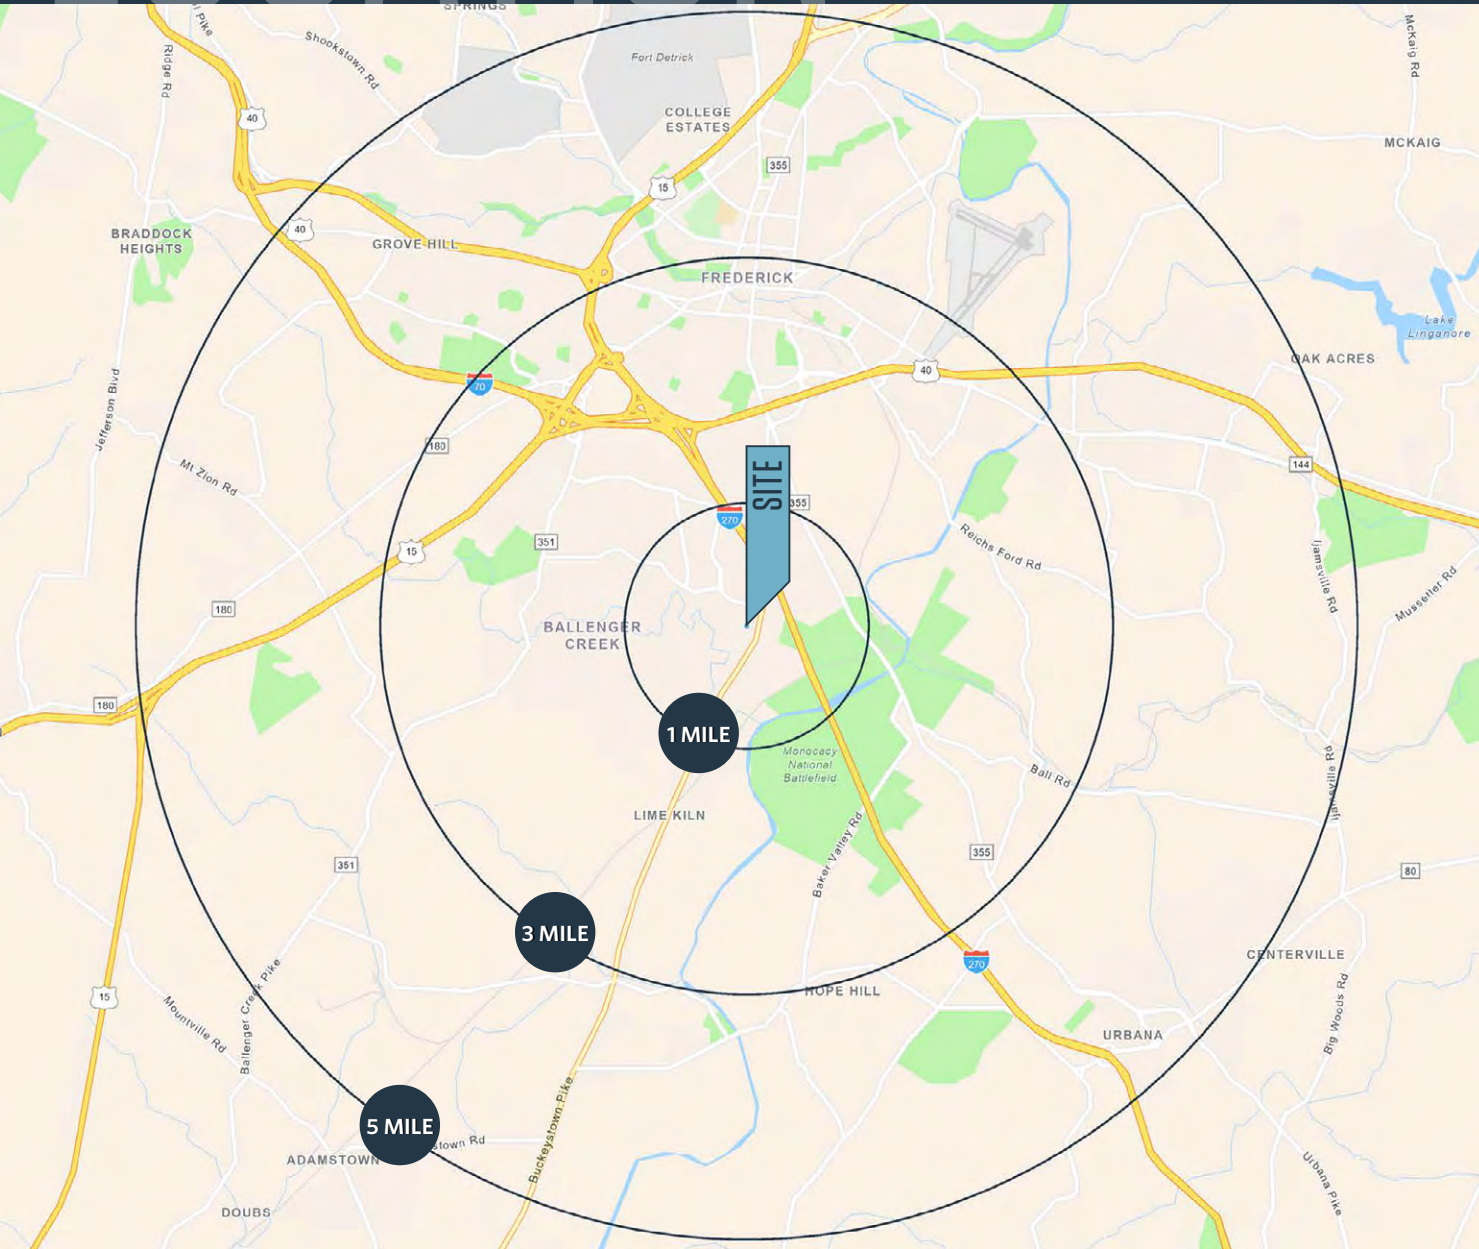 SPRINGS
Pike
Shookstown Rd
Ridge Rd
Fort Detrick
McKaig Rd
40
COLLEGE
ESTATES
MCKAIG
355
15
BRADDOCK
HEIGHTS
40
GROVE HILL
FREDERICK
Lake
Linganore
OAK ACRES
40
70
Jefferson Blvd
180
144
Mt Zion Rd
SITE
355
270
351
15
Reichs Ford Rd
Ijamsville Rd
Musseter Rd
180
BALLENGER
CREEK
180
1 MILE
Monocacy
National
Battlefield
Ball Rd
Ijamsville Rd
LIME KILN
Baker Valley Rd
355
351
80
3 MILE
270
CENTERVILLE
HOPE HILL
15
Ballenger Creek Pike
Mountville Rd
Big Woods Rd
URBANA
Buckeystown Pike
5 MILE
stown Rd
ADAMSTOWN
Urbana Pike
DOUBS